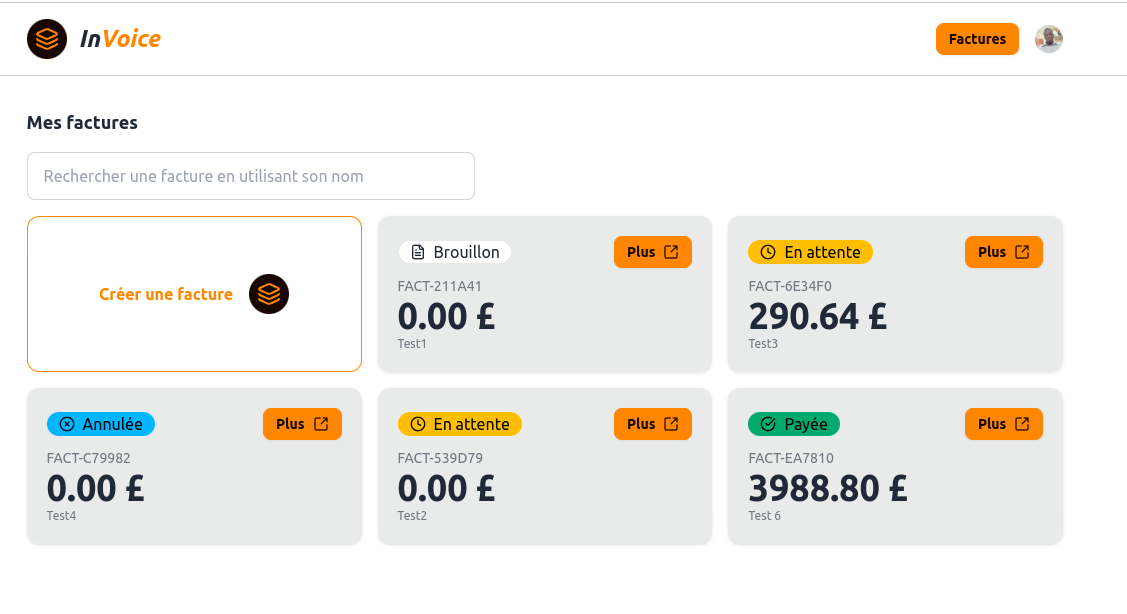 InVoice
Factures
Mes factures
Rechercher une facture en utilisant son nom
Créer une facture
Brouillon
Plus
FACT-211A41
0.00 £
Test1
En attente
Plus
FACT-6E34F0
290.64 £
Test3
Annulée
Plus
FACT-C79982
0.00 £
Test4
En attente
Plus
FACT-539D79
0.00 £
Test2
Payée
Plus
FACT-EA7810
3988.80 £
Test 6